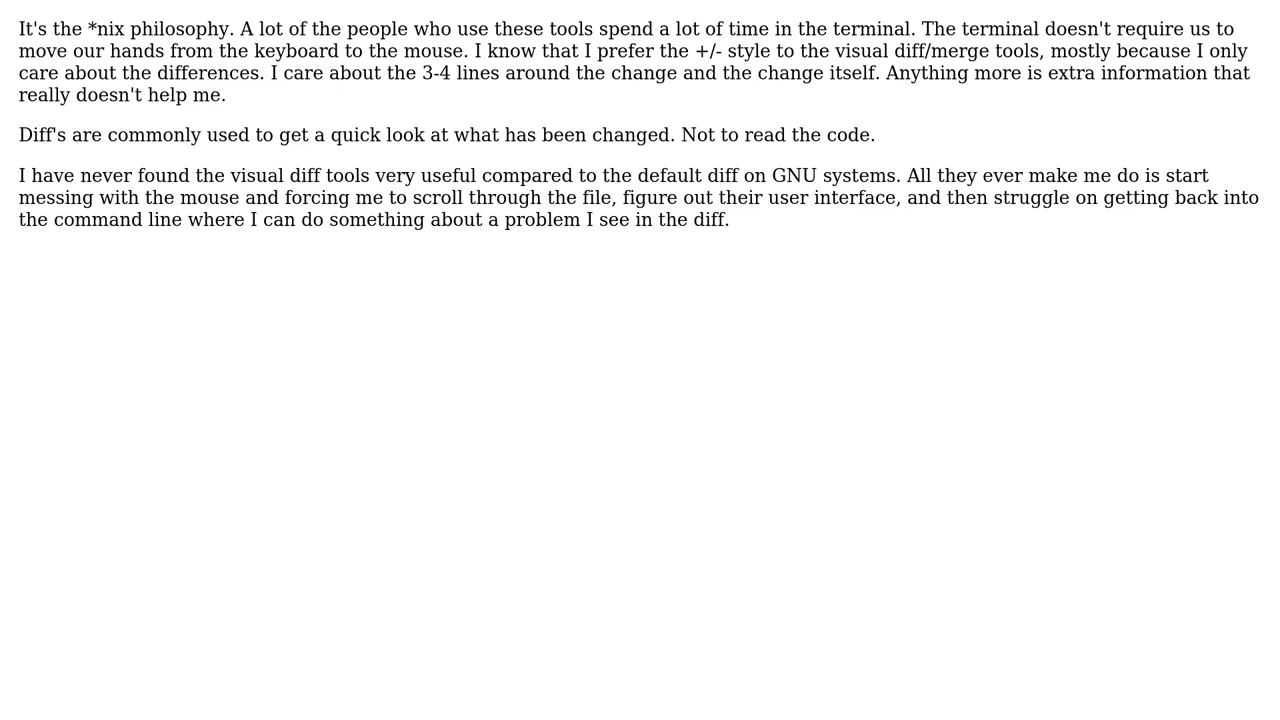 It's the *nix philosophy. A lot of the people who use these tools spend a lot of time in the terminal. The terminal doesn't require us to
move our hands from the keyboard to the mouse. I know that I prefer the +/- style to the visual diff/merge tools, mostly because I only
care about the differences. I care about the 3-4 lines around the change and the change itself. Anything more is extra information that
really doesn't help me.
Diff's are commonly used to get a quick look at what has been changed. Not to read the code.
I have never found the visual diff tools very useful compared to the default diff on GNU systems. All they ever make me do is start
messing with the mouse and forcing me to scroll through the file, figure out their user interface, and then struggle on getting back into
the command line where I can do something about a problem I see in the diff.